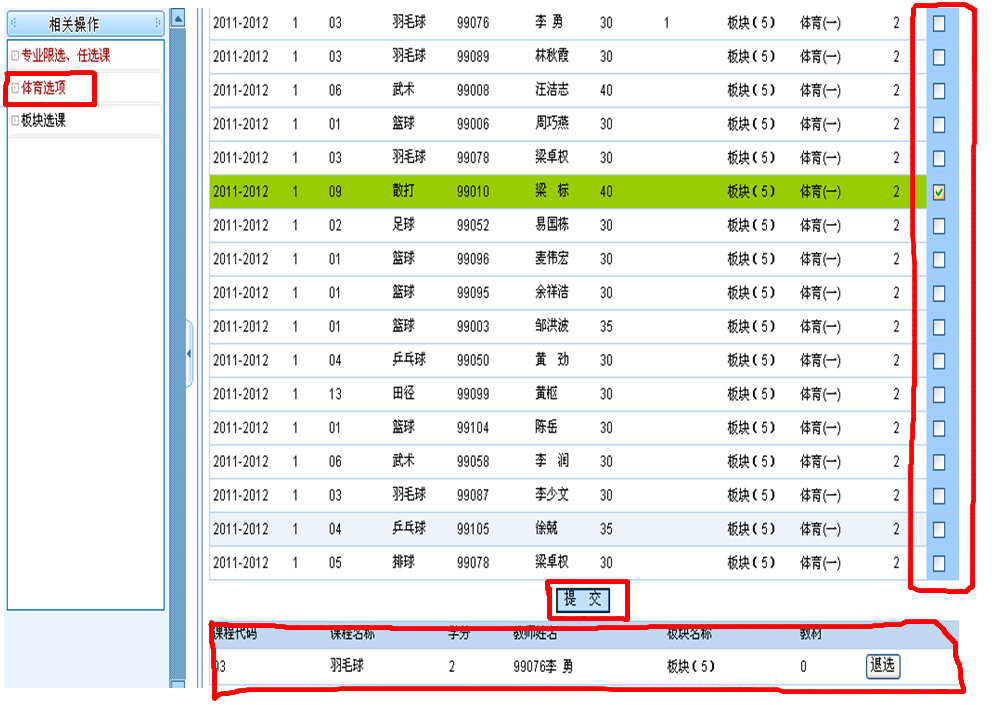 相关操作
专业限选、任选课
体育选项
板块选课
2011-2012 1 03 羽毛球 99076 李 勇 30 1 板块(5) 体育(一) 2
2011-2012 1 03 羽毛球 99089 林秋霞 30 板块(5) 体育(一) 2
2011-2012 1 06 武术 99008 汪洁志 40 板块(5) 体育(一) 2
2011-2012 1 01 篮球 99006 周巧燕 30 板块(5) 体育(一) 2
2011-2012 1 03 羽毛球 99078 梁卓权 30 板块(5) 体育(一) 2
2011-2012 1 09 散打 99010 梁 标 40 板块(5) 体育(一) 2
2011-2012 1 02 足球 99052 易国栋 30 板块(5) 体育(一) 2
2011-2012 1 01 篮球 99096 麦伟宏 30 板块(5) 体育(一) 2
2011-2012 1 01 篮球 99095 余祥浩 30 板块(5) 体育(一) 2
2011-2012 1 01 篮球 99003 邹洪波 35 板块(5) 体育(一) 2
2011-2012 1 04 乒乓球 99050 黄 劲 30 板块(5) 体育(一) 2
2011-2012 1 13 田径 99099 黄枢 30 板块(5) 体育(一) 2
2011-2012 1 01 篮球 99104 陈岳 30 板块(5) 体育(一) 2
2011-2012 1 06 武术 99058 李 润 30 板块(5) 体育(一) 2
2011-2012 1 03 羽毛球 99087 李少文 30 板块(5) 体育(一) 2
2011-2012 1 04 乒乓球 99105 徐兢 35 板块(5) 体育(一) 2
2011-2012 1 05 排球 99078 梁卓权 30 板块(5) 体育(一) 2
提 交
课程代码 课程名称 学分 教师姓名 板块名称 教材
03 羽毛球 2 99076李 勇 板块(5) 0 退选